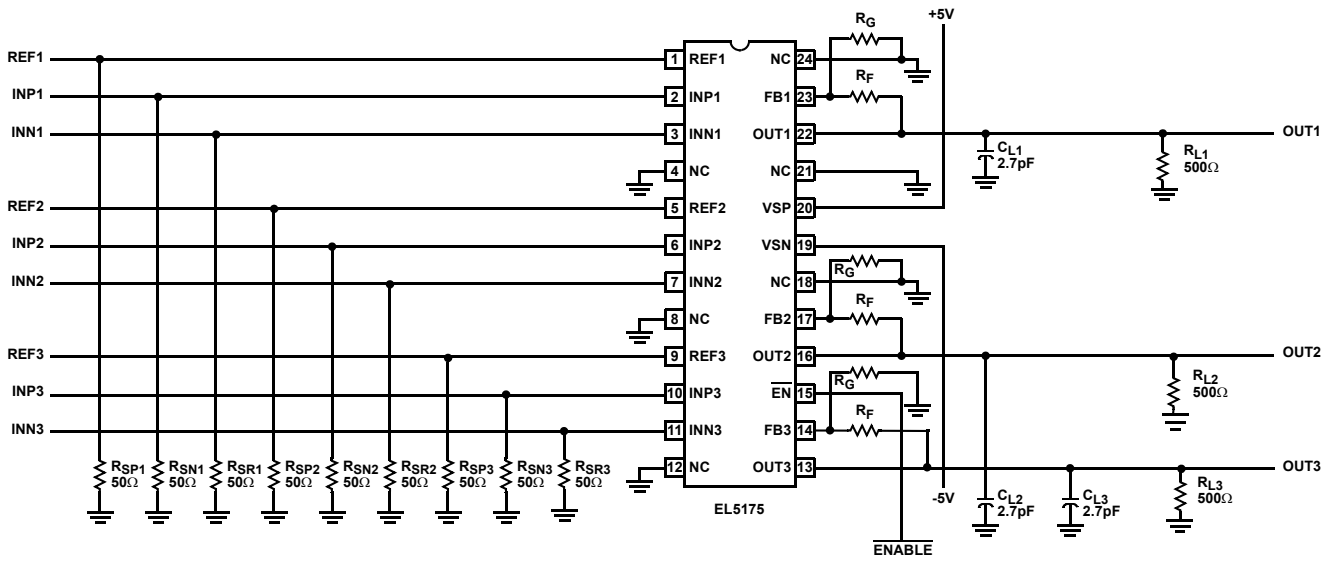 REF1
INP1
INN1
REF2
INP2
INN2
REF3
INP3
INN3
RSP1 50Ω
RSN1 50Ω
RSR1 50Ω
RSP2 50Ω
RSN2 50Ω
RSR2 50Ω
RSP3 50Ω
RSN3 50Ω
RSR3 50Ω
1 REF1
2 INP1
3 INN1
4 NC
5 REF2
6 INP2
7 INN2
8 NC
9 REF3
10 INP3
11 INN3
12 NC
NC 24
FB1 23
OUT1 22
NC 21
VSP 20
VSN 19
NC 18
FB2 17
OUT2 16
EN 15
FB3 14
OUT3 13
EL5175
RG
RF
+5V
CL1
2.7pF
RL1
500Ω
OUT1
RG
RF
OUT2
RL2
500Ω
RG
RF
OUT3
-5V
CL2
2.7pF
CL3
2.7pF
RL3
500Ω
ENABLE